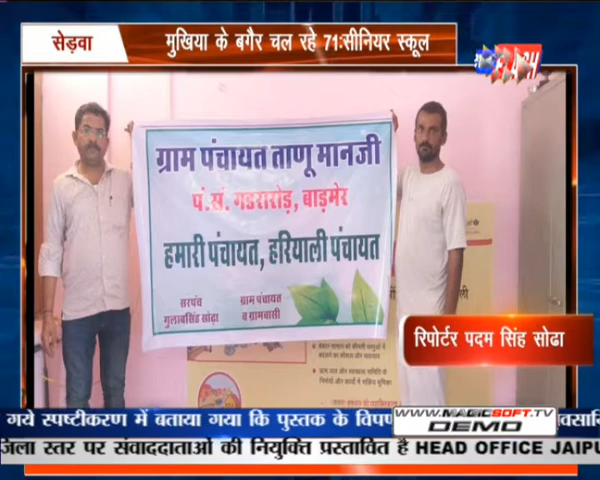 सेड़वा
मुखिया के बगैर चल रहे 71:सीनियर स्कूल
ग्राम पंचायत ताणू मानजी
पं.सं. गडरारोड़, बाड़मेर
हमारी पंचायत, हरियाली पंचायत
सरपंच
गुलाबसिंह सोढ़ा
ग्राम पंचायत
व ग्रामवासी
रिपोर्टर पदम सिंह सोढा
गये स्पष्टीकरण में बताया गया कि पुस्तक के विपण
WWW.MAGICSOFT.TV
DEMO
जिला स्तर पर संवाददाताओं की नियुक्ति प्रस्तावित है HEAD OFFICE JAIPU